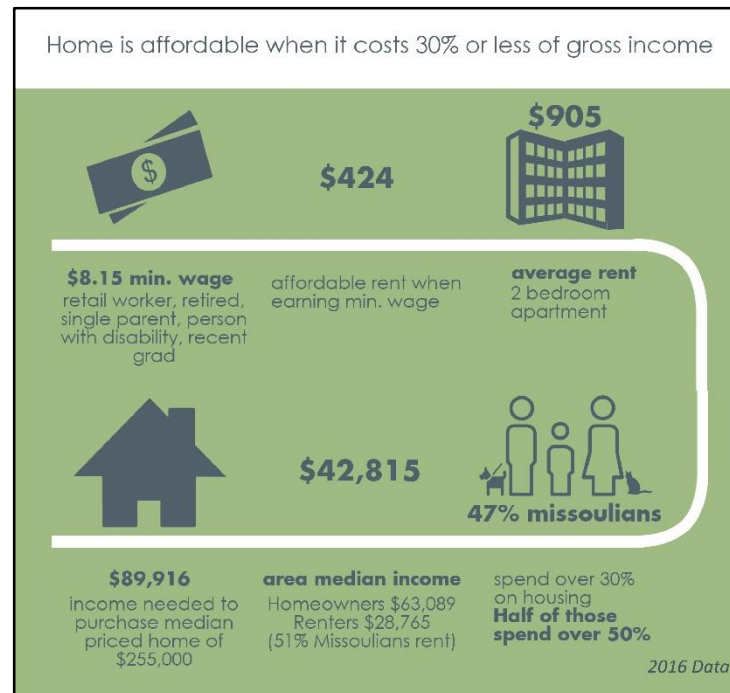 Home is affordable when it costs 30% or less of gross income
$
$424
$905
$8.15 min. wage
retail worker, retired,
single parent, person
with disability, recent
grad
affordable rent when
earning min. wage
average rent
2 bedroom
apartment
$42,815
47% missoulians
$89,916
income needed to
purchase median
priced home of
$255,000
area median income
Homeowners $63,089
Renters $28,765
(51% Missoulians rent)
spend over 30%
on housing
Half of those
spend over 50%
2016 Data